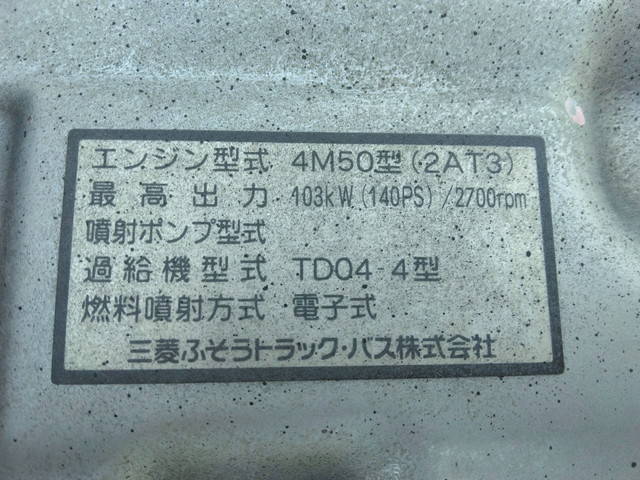 エンジン型式 4M50型(2AT3)
最高出力 103kW(140PS)/2700rpm
噴射ポンプ型式
過給機型式 TD04-4型
燃料噴射方式 電子式
三菱ふそうトラック・バス株式会社